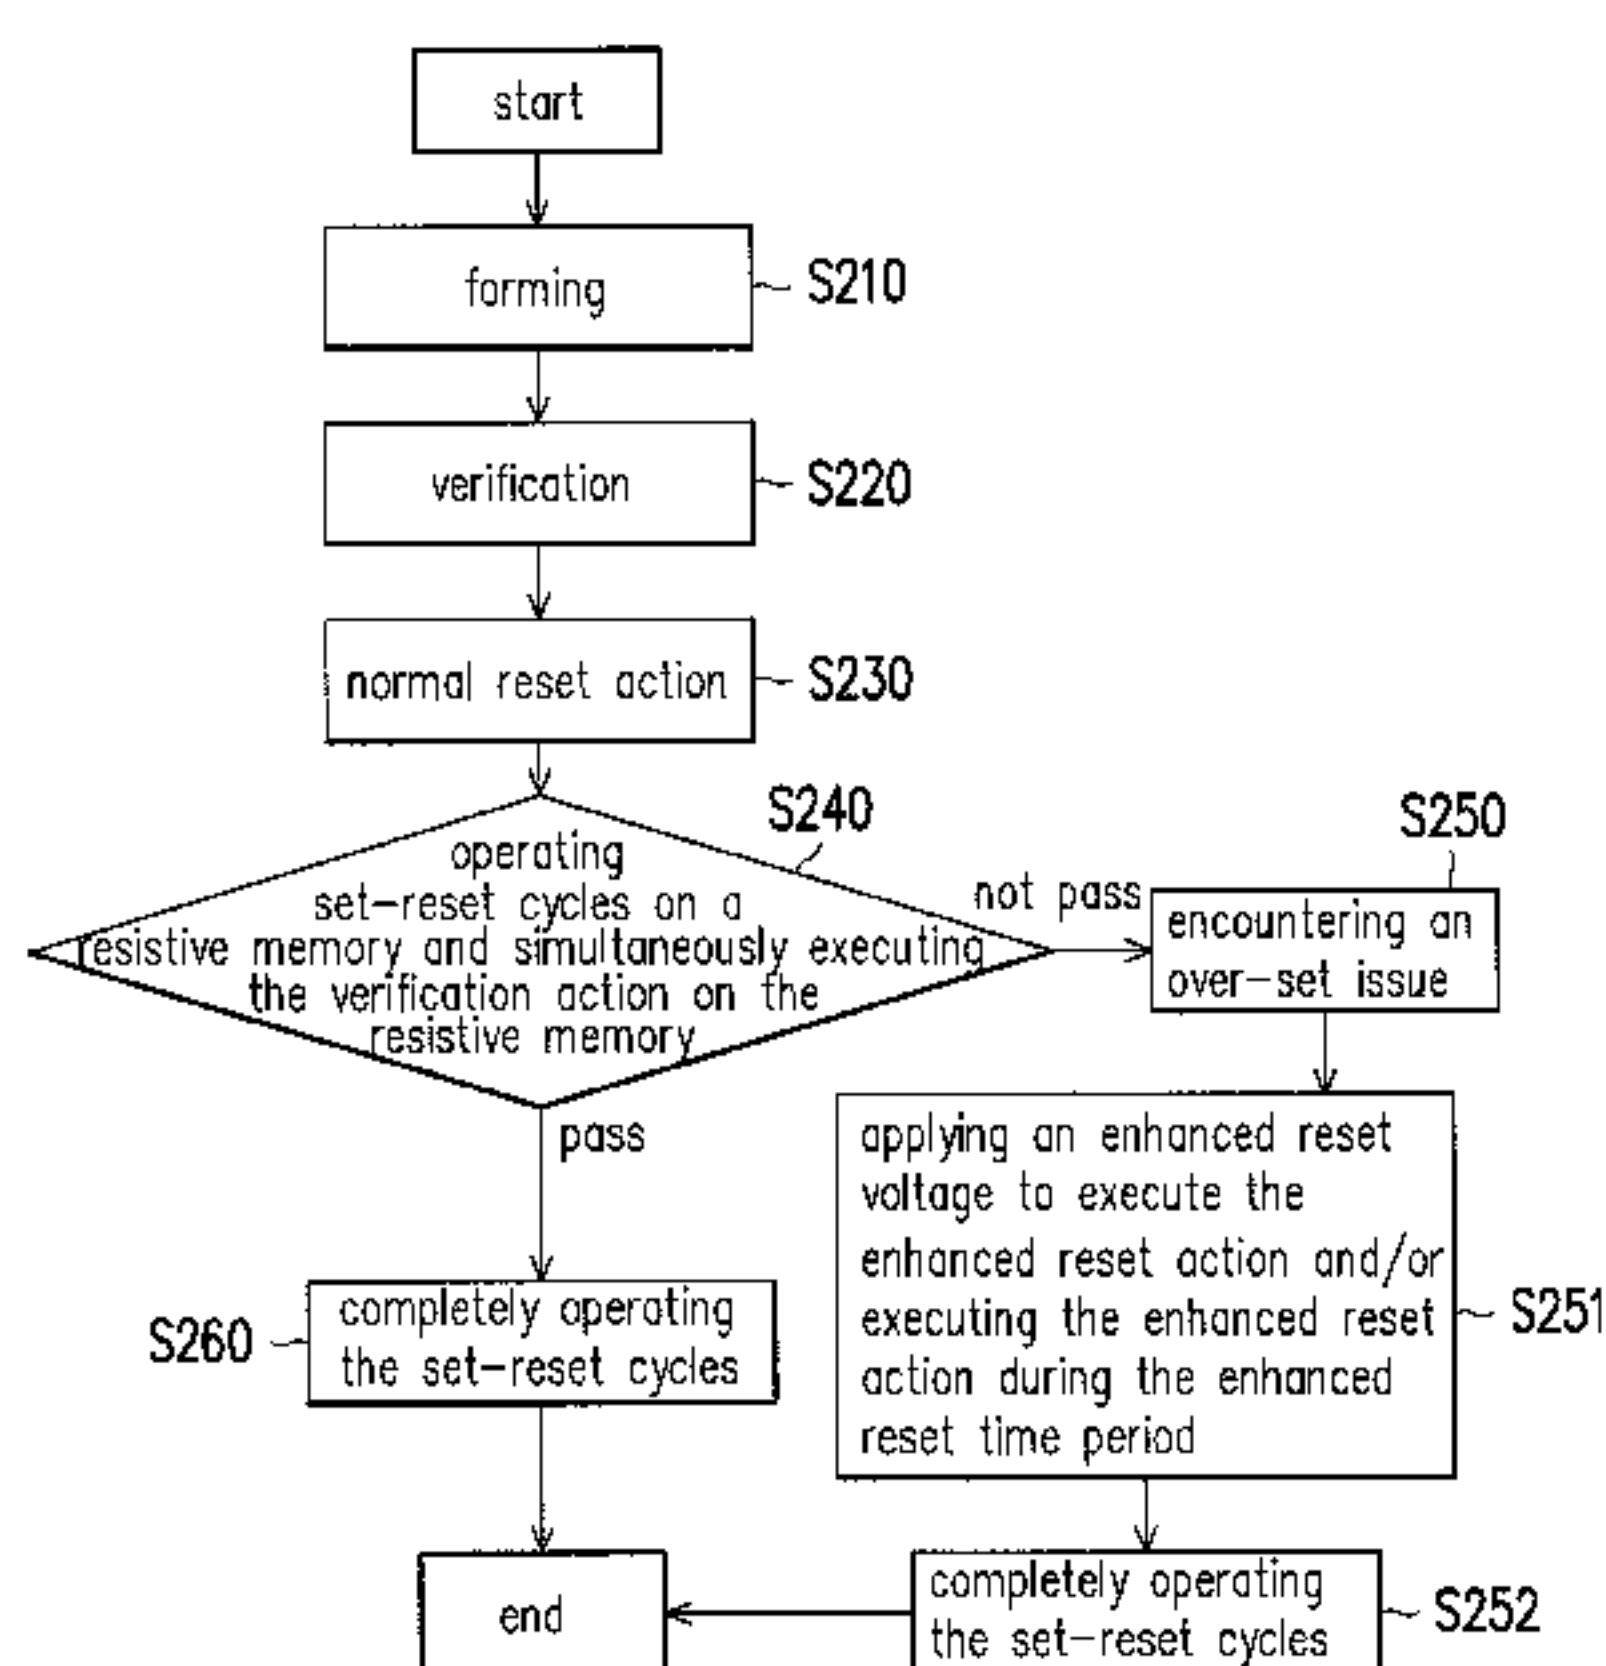 start
forming
S210
verification
S220
normal reset action
S230
S240
operating
set-reset cycles on a
resistive memory and simultaneously executing
the verification action on the
resistive memory
not pass
S250
encountering an
over-set issue
pass
applying an enhanced reset
voltage to execute the
enhanced reset action and/or
executing the enhanced reset
action during the enhanced
reset time period
S251
S260
completely operating
the set-reset cycles
end
completely operating
the set-reset cycles
S252